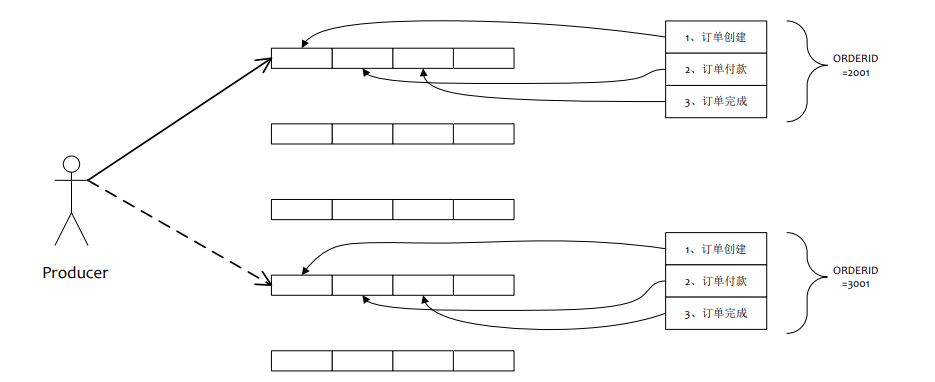 1、订单创建
2、订单付款
3、订单完成
ORDERID
=2001
Producer
1、订单创建
2、订单付款
3、订单完成
ORDERID
=3001